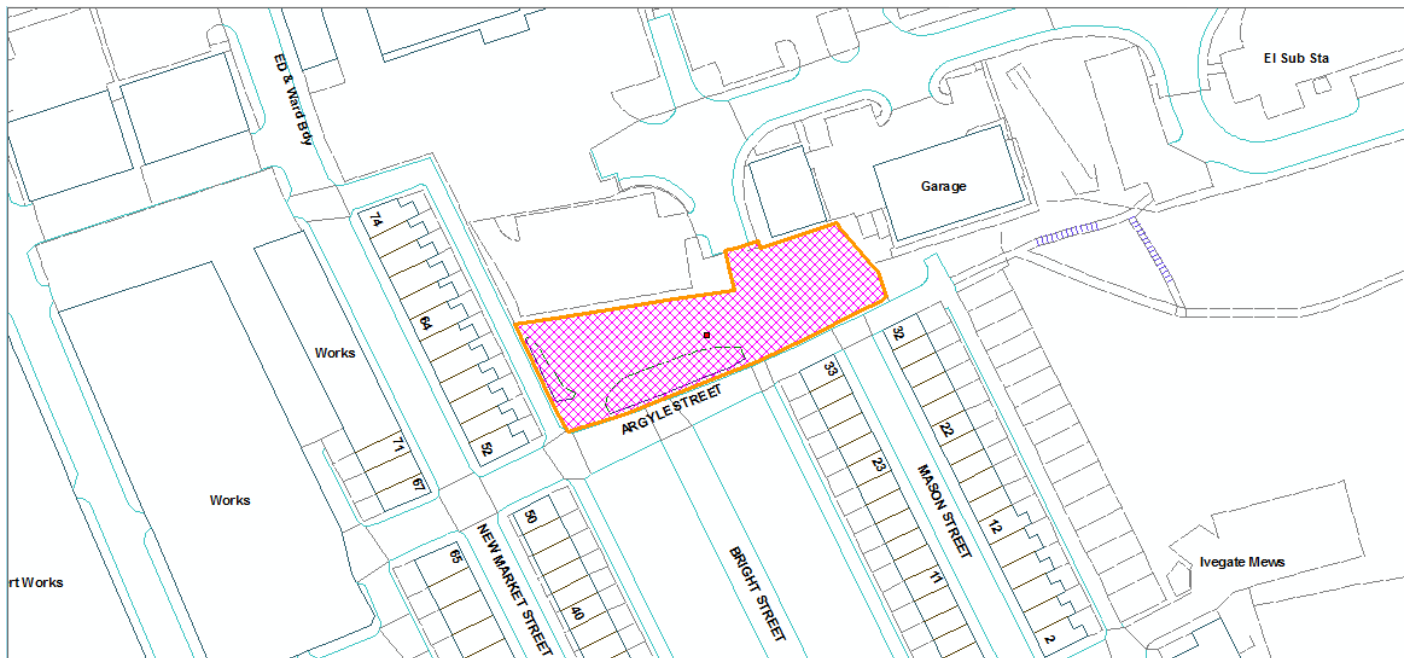 El Sub Sta
ED & Ward Bdy
Garage
74
64
52
Works
71
67
Works
rt Works
65
NEW MARKET STREET
50
40
ARGYLE STREET
BRIGHT STREET
33
23
11
MASON STREET
32
22
12
2
Ivegate Mews